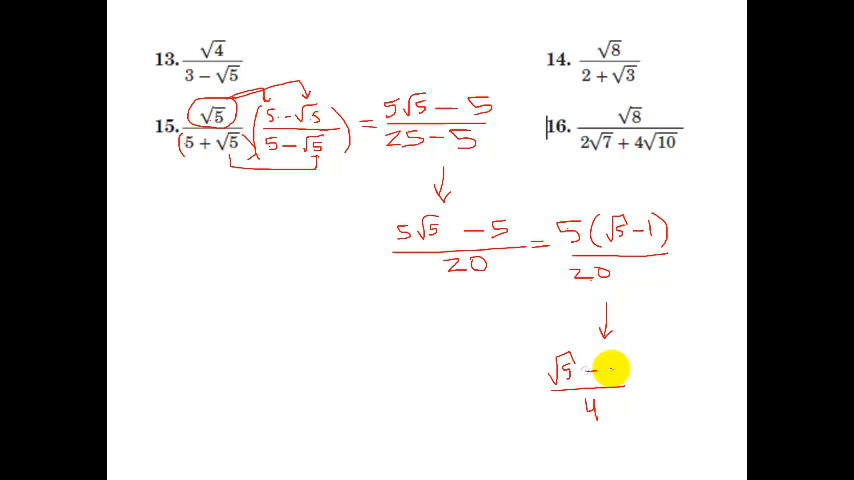 13. √4 / (3 − √5)
14. √8 / (2 + √3)
15. √5 / (5 + √5) (5 − √5 / 5 − √5) = (5√5 − 5) / (25 − 5)
16. √8 / (2√7 + 4√10)
(5√5 − 5) / 20 = 5(√5 − 1) / 20
√5 − / 4